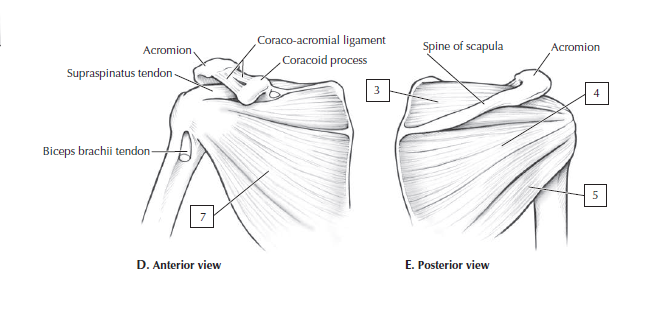 Acromion
Coraco-acromial ligament
Supraspinatus tendon
Coracoid process
Biceps brachii tendon
7
D. Anterior view
Spine of scapula
Acromion
3
4
5
E. Posterior view